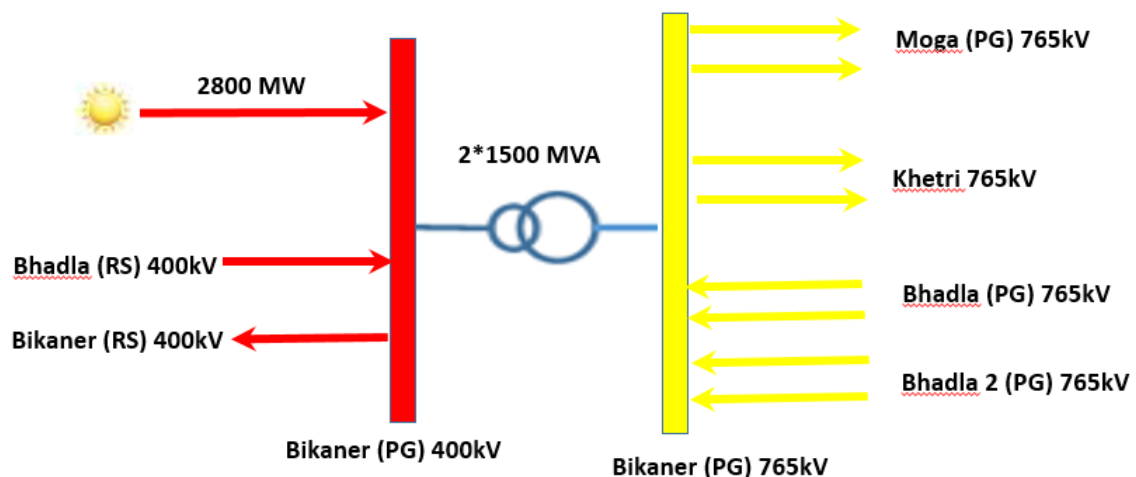 2800 MW
Bhadla (RS) 400kV
Bikaner (RS) 400kV
Bikaner (PG) 400kV
2*1500 MVA
Moga (PG) 765kV
Khetri 765kV
Bhadla (PG) 765kV
Bhadla 2 (PG) 765kV
Bikaner (PG) 765kV